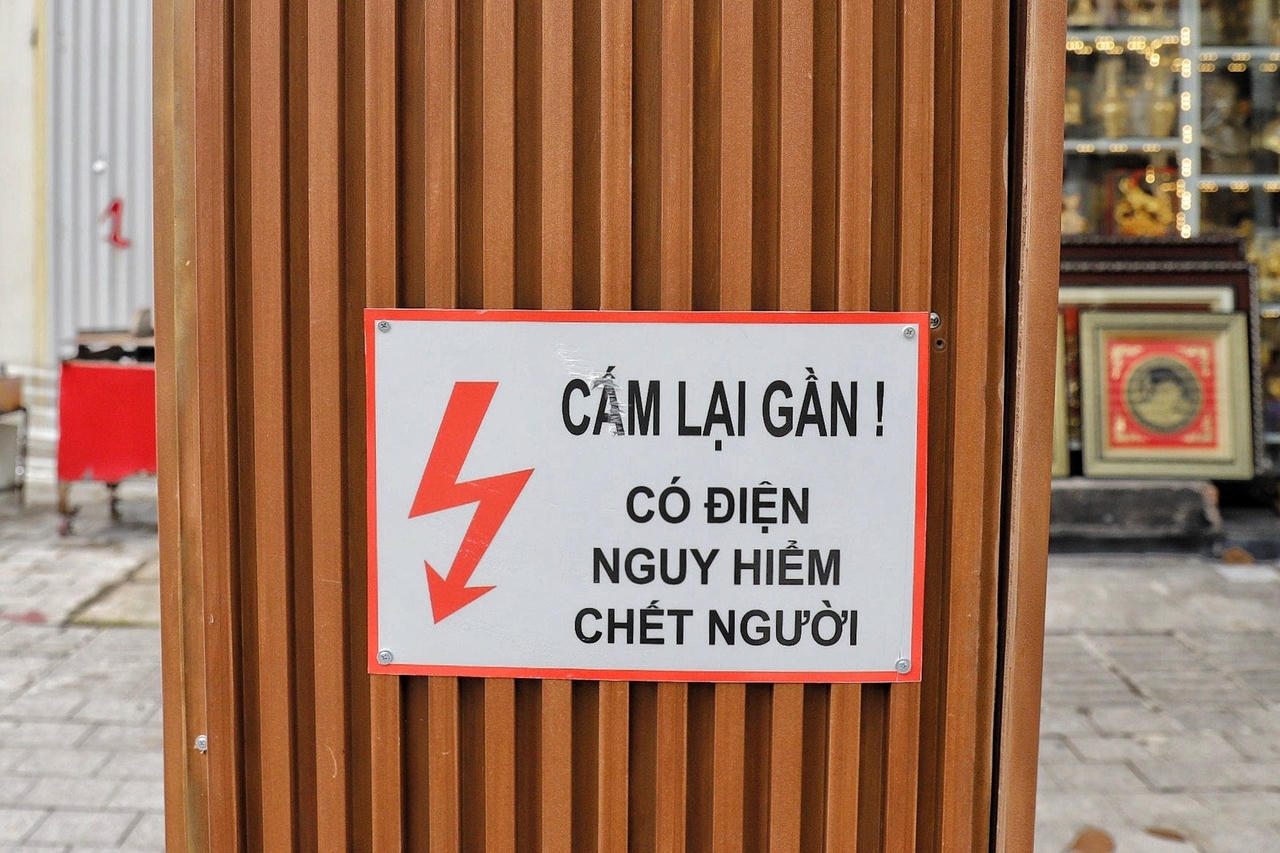 CẤM LẠI GẦN !
CÓ ĐIỆN
NGUY HIỂM
CHẾT NGƯỜI